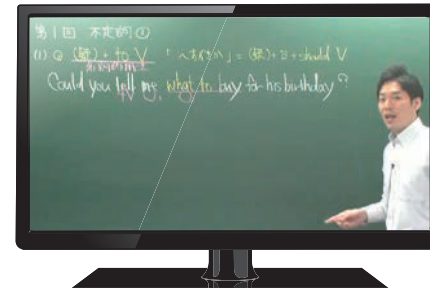 第1回 不定詞①
(1) Q (疑)+to V 「〜すべきか」=(疑)+S+should V
Could you tell me what to buy for his birthday?